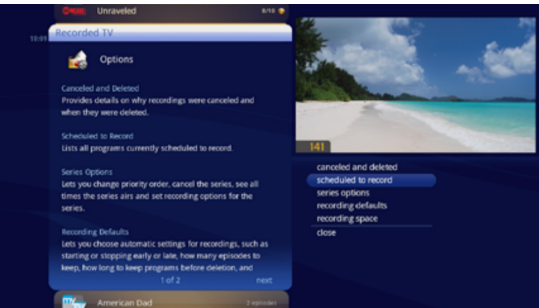 REC Unraveled
Recorded TV
Options
Canceled and Deleted
Provides details on why recordings were canceled and
when they were deleted.
Scheduled to Record
Lists all programs currently scheduled to record.
Series Options
Lets you change priority order, cancel the series, see all
times the series airs and set recording options for the
series.
Recording Defaults
Lets you choose automatic settings for recordings, such as
starting or stopping early or late, how many episodes to
keep, how long to keep programs before deletion, and
1 of 2 next
American Dad 2 episodes
141
canceled and deleted
scheduled to record
series options
recording defaults
recording space
close